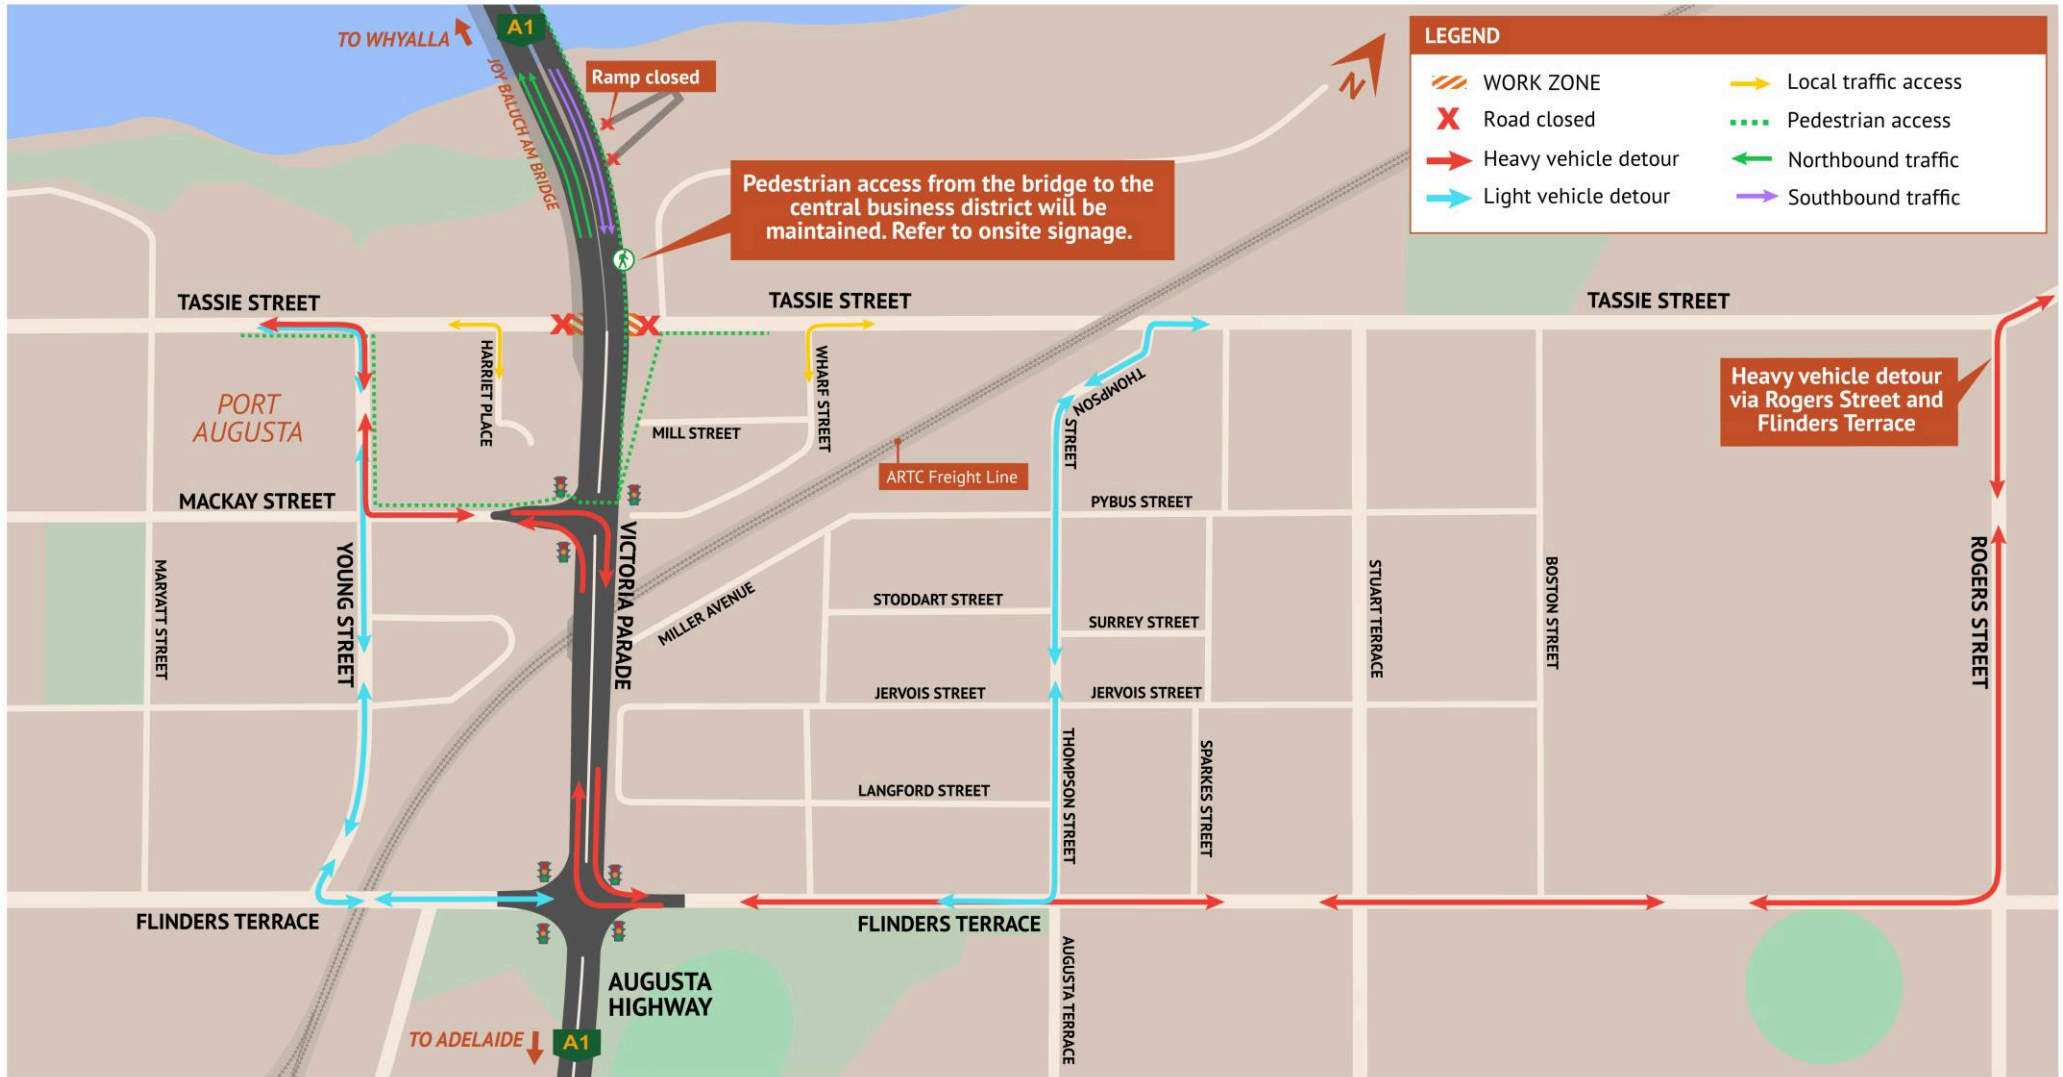 A1
TO WHYALLA
JOY BALUCH AM BRIDGE
Ramp closed
N
LEGEND
WORK ZONE
Road closed
Heavy vehicle detour
Light vehicle detour
Local traffic access
Pedestrian access
Northbound traffic
Southbound traffic
Pedestrian access from the bridge to the
central business district will be
maintained. Refer to onsite signage.
TASSIE STREET
TASSIE STREET
TASSIE STREET
HARRIET PLACE
WHARF STREET
THOMPSON
STREET
Heavy vehicle detour
via Rogers Street and
Flinders Terrace
PORT
AUGUSTA
MILL STREET
ARTC Freight Line
MACKAY STREET
PYBUS STREET
YOUNG STREET
MARYATT STREET
VICTORIA PARADE
MILLER AVENUE
STODDART STREET
SURREY STREET
STUART TERRACE
BOSTON STREET
ROGERS STREET
JERVOIS STREET
JERVOIS STREET
LANGFORD STREET
THOMPSON STREET
SPARKES STREET
FLINDERS TERRACE
FLINDERS TERRACE
AUGUSTA
HIGHWAY
AUGUSTA TERRACE
TO ADELAIDE
A1